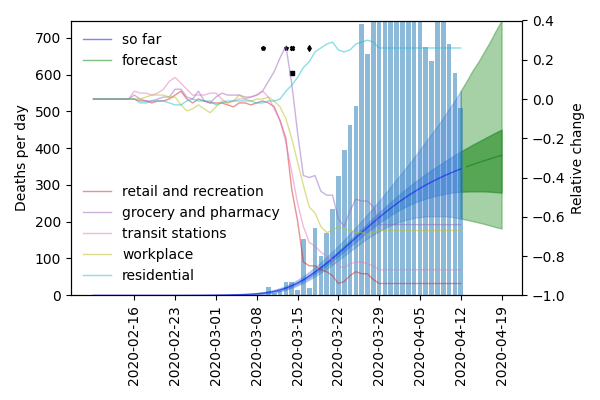 so far
forecast
retail and recreation
grocery and pharmacy
transit stations
workplace
residential
Deaths per day
700
600
500
400
300
200
100
0
Relative change
0.4
0.2
0.0
−0.2
−0.4
−0.6
−0.8
−1.0
2020-02-16
2020-02-23
2020-03-01
2020-03-08
2020-03-15
2020-03-22
2020-03-29
2020-04-05
2020-04-12
2020-04-19